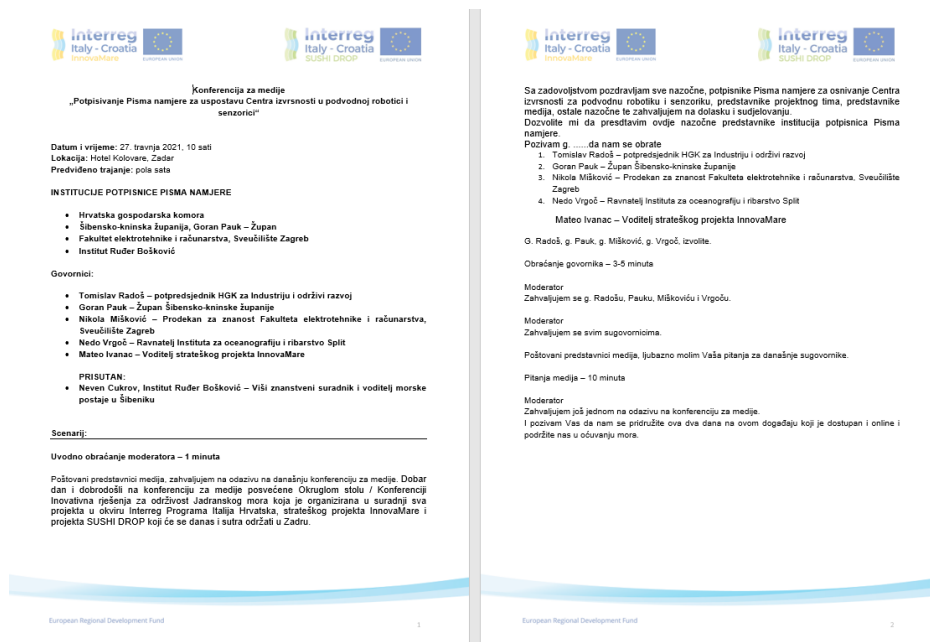 Interreg
Italy - Croatia
InnovaMare
EUROPEAN UNION
Interreg
Italy - Croatia
SUSHI DROP
EUROPEAN UNION
Konferencija za medije
„Potpisivanje Pisma namjere za uspostavu Centra izvrsnosti u podvodnoj robotici i
senzorici“
Datum i vrijeme: 27. travnja 2021, 10 sati
Lokacija: Hotel Kolovare, Zadar
Predviđeno trajanje: pola sata
INSTITUCIJE POTPISNICE PISMA NAMJERE
• Hrvatska gospodarska komora
• Šibensko-kninska županija, Goran Pauk – Župan
• Fakultet elektrotehnike i računarstva, Sveučilište Zagreb
• Institut Ruđer Bošković
Govornici:
• Tomislav Radoš – potpredsjednik HGK za Industriju i održivi razvoj
• Goran Pauk – Župan Šibensko-kninske županije
• Nikola Mišković – Prodekan za znanost Fakulteta elektrotehnike i računarstva,
Sveučilište Zagreb
• Nedo Vrgoč – Ravnatelj Instituta za oceanografiju i ribarstvo Split
• Mateo Ivanac – Voditelj strateškog projekta InnovaMare
PRISUTAN:
• Neven Cukrov, Institut Ruđer Bošković – Viši znanstveni suradnik i voditelj morske
postaje u Šibeniku
Scenarij:
Uvodno obraćanje moderatora – 1 minuta
Poštovani predstavnici medija, zahvaljujem na odazivu na današnju konferenciju za medije. Dobar
dan i dobrodošli na konferenciju za medije posvećene Okruglom stolu / Konferenciji
Inovativna rješenja za održivost Jadranskog mora koja je organizirana u suradnji sva
projekta u okviru Interreg Programa Italija Hrvatska, strateškog projekta InnovaMare i
projekta SUSHI DROP koji će se danas i sutra održati u Zadru.
European Regional Development Fund
1
Interreg
Italy - Croatia
InnovaMare
EUROPEAN UNION
Interreg
Italy - Croatia
SUSHI DROP
EUROPEAN UNION
Sa zadovoljstvom pozdravljam sve nazočne, potpisnike Pisma namjere za osnivanje Centra
izvrsnosti za podvodnu robotiku i senzoriku, predstavnike projektnog tima, predstavnike
medija, ostale nazočne te zahvaljujem na dolasku i sudjelovanju.
Dozvolite mi da presdtavim ovdje nazočne predstavnike institucija potpisnica Pisma
namjere.
Pozivam g. ......da nam se obrate
1. Tomislav Radoš – potpredsjednik HGK za Industriju i održivi razvoj
2. Goran Pauk – Župan Šibensko-kninske županije
3. Nikola Mišković – Prodekan za znanost Fakulteta elektrotehnike i računarstva, Sveučilište
Zagreb
4. Nedo Vrgoč – Ravnatelj Instituta za oceanografiju i ribarstvo Split
Mateo Ivanac – Voditelj strateškog projekta InnovaMare
G. Radoš, g. Pauk, g. Mišković, g. Vrgoč, izvolite.
Obraćanje govornika – 3-5 minuta
Moderator
Zahvaljujem se g. Radošu, Pauku, Miškoviću i Vrgoču.
Moderator
Zahvaljujem se svim sugovornicima.
Poštovani predstavnici medija, ljubazno molim Vaša pitanja za današnje sugovornike.
Pitanja medija – 10 minuta
Moderator
Zahvaljujem još jednom na odazivu na konferenciju za medije.
I pozivam Vas da nam se pridružite ova dva dana na ovom događaju koji je dostupan i online i
podržite nas u oćuvanju mora.
European Regional Development Fund
2